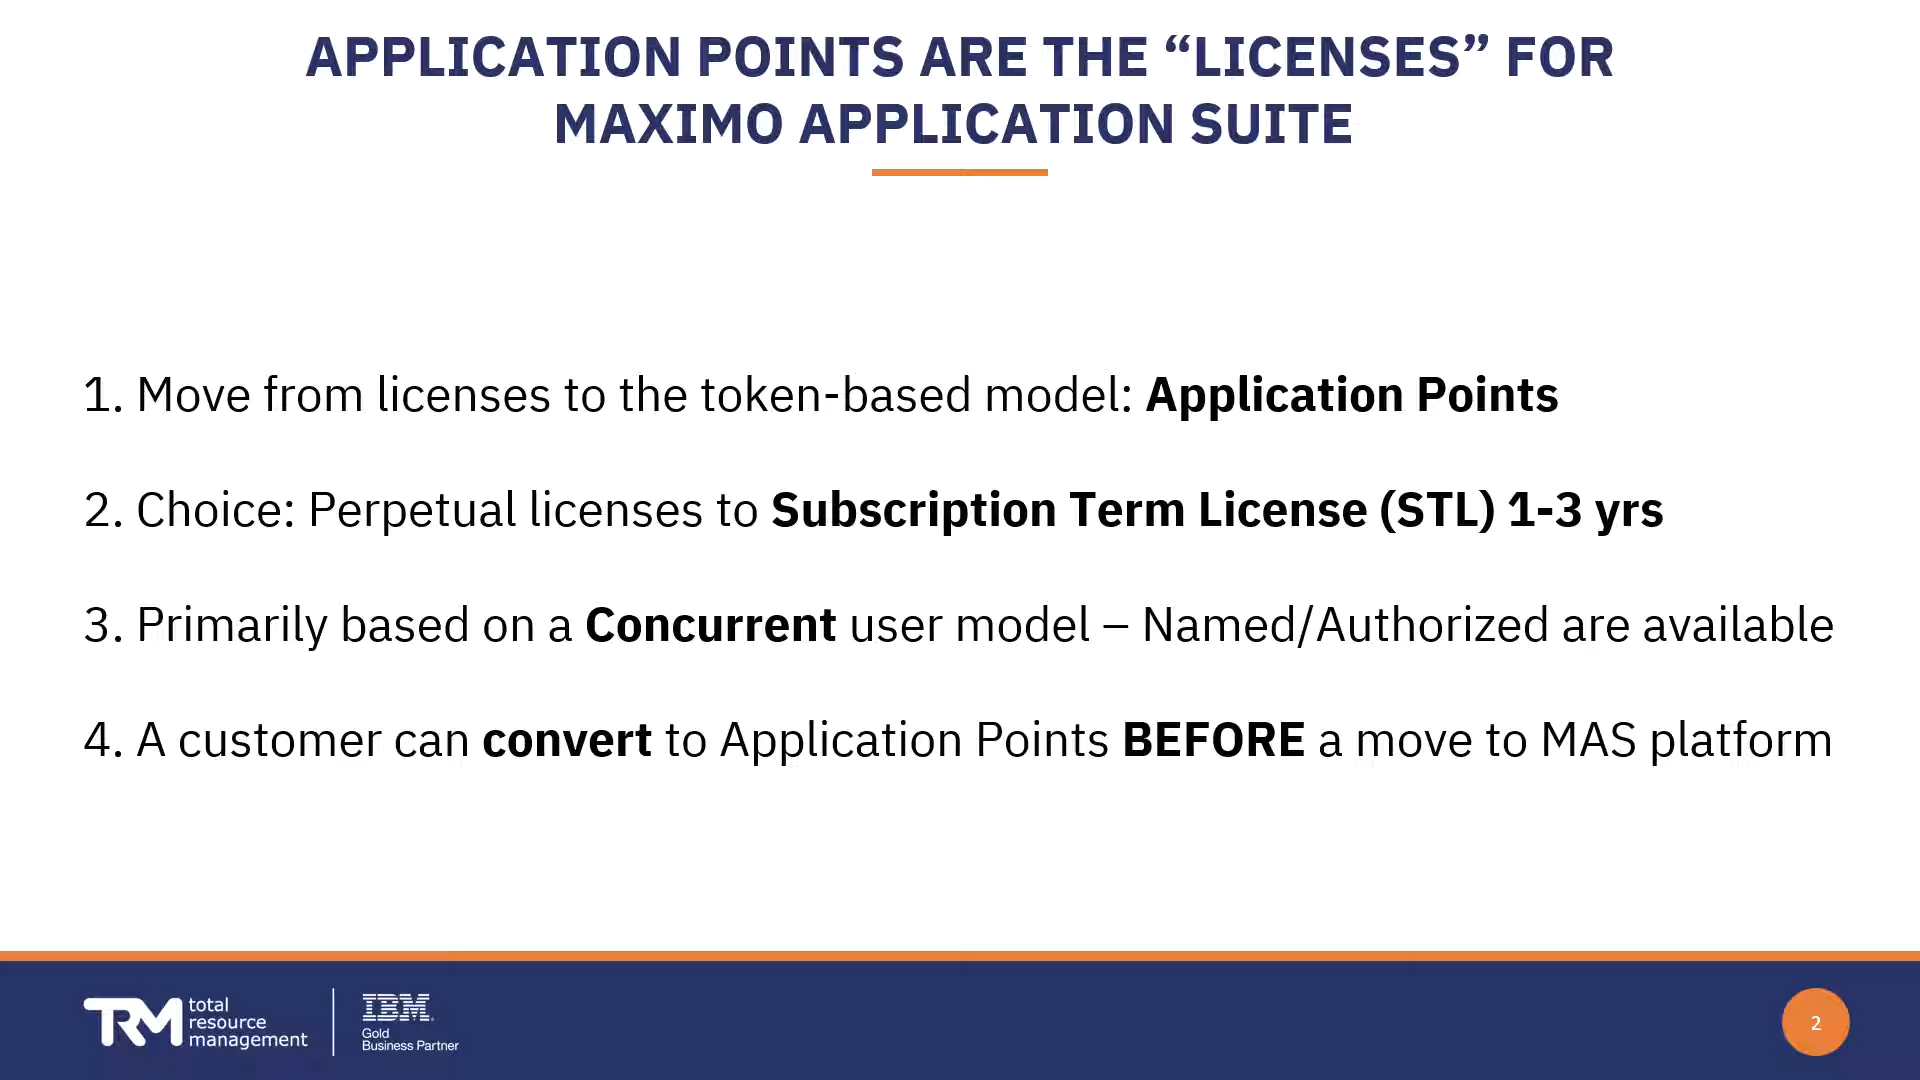 APPLICATION POINTS ARE THE “LICENSES” FOR
MAXIMO APPLICATION SUITE
1. Move from licenses to the token-based model: Application Points
2. Choice: Perpetual licenses to Subscription Term License (STL) 1-3 yrs
3. Primarily based on a Concurrent user model – Named/Authorized are available
4. A customer can convert to Application Points BEFORE a move to MAS platform
TRM total
resource
management
IBM
Gold
Business Partner
2